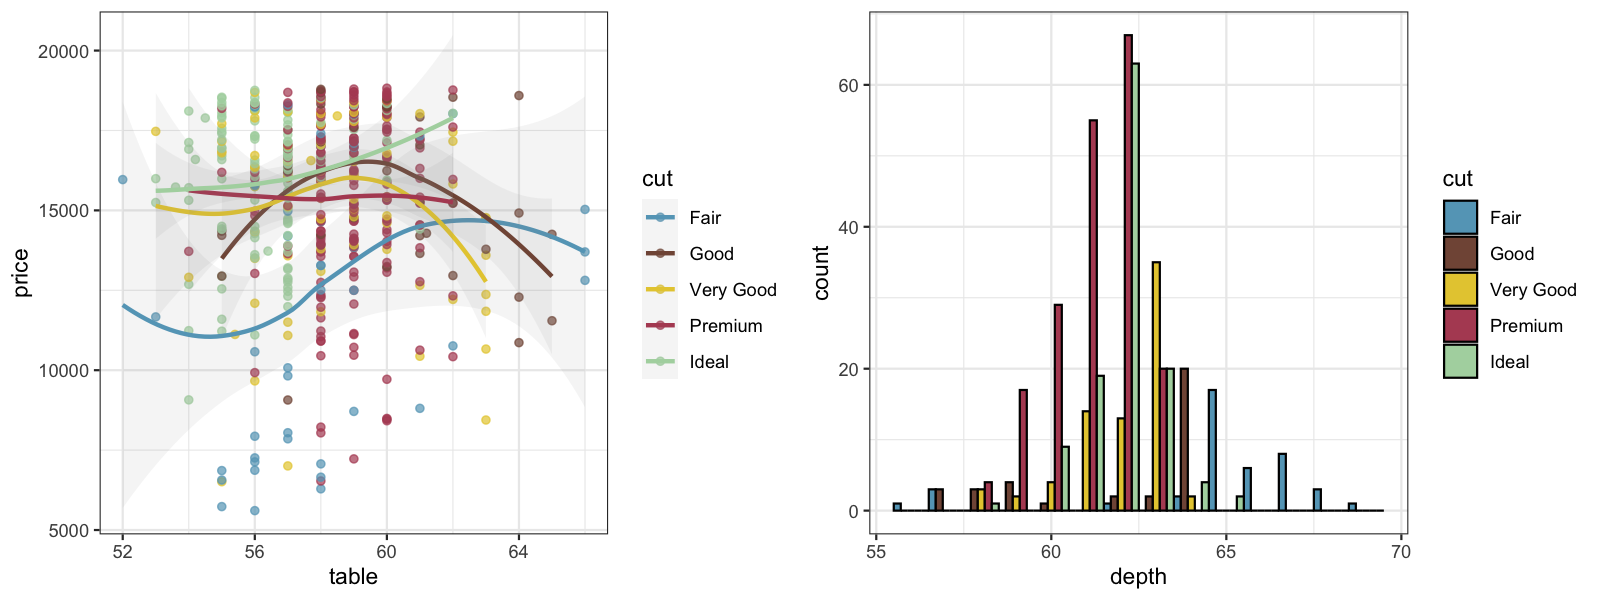 price
20000
15000
10000
5000
52 56 60 64
table
cut
Fair
Good
Very Good
Premium
Ideal
count
60
40
20
0
55 60 65 70
depth
cut
Fair
Good
Very Good
Premium
Ideal